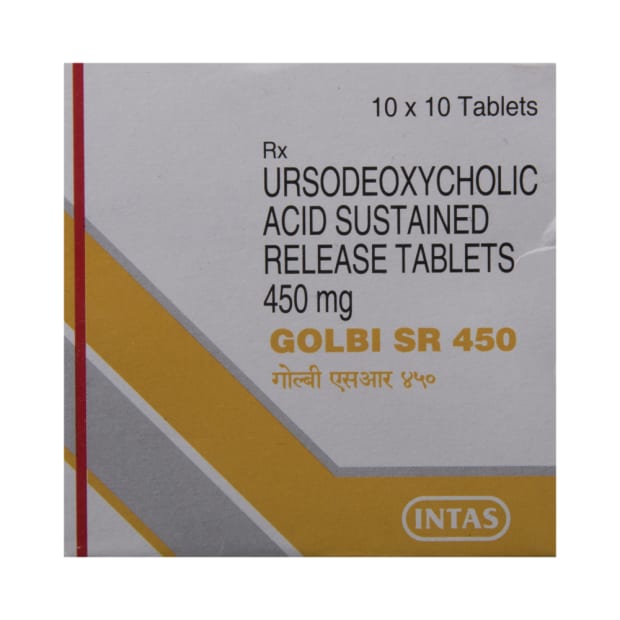 10 x 10 Tablets
Rx
URSODEOXYCHOLIC
ACID SUSTAINED
RELEASE TABLETS
450 mg
GOLBI SR 450
गोल्बी एसआर ४५०
INTAS